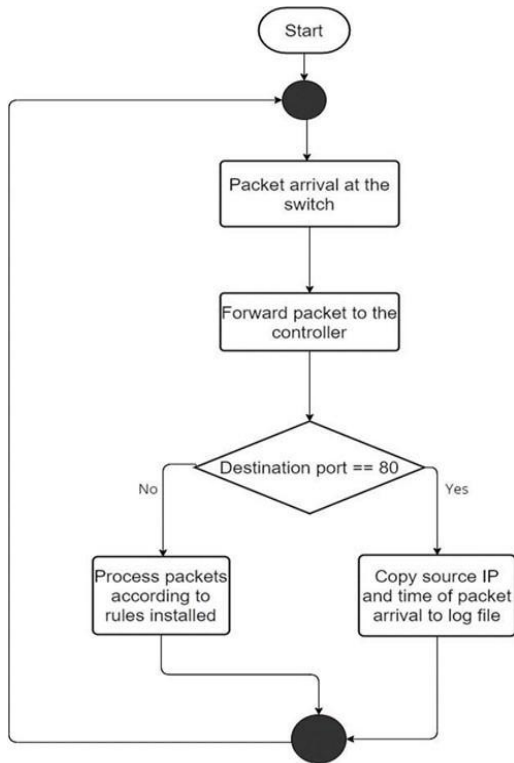 Start
Packet arrival at the
switch
Forward packet to the
controller
Destination port == 80
No
Yes
Process packets
according to
rules installed
Copy source IP
and time of packet
arrival to log file